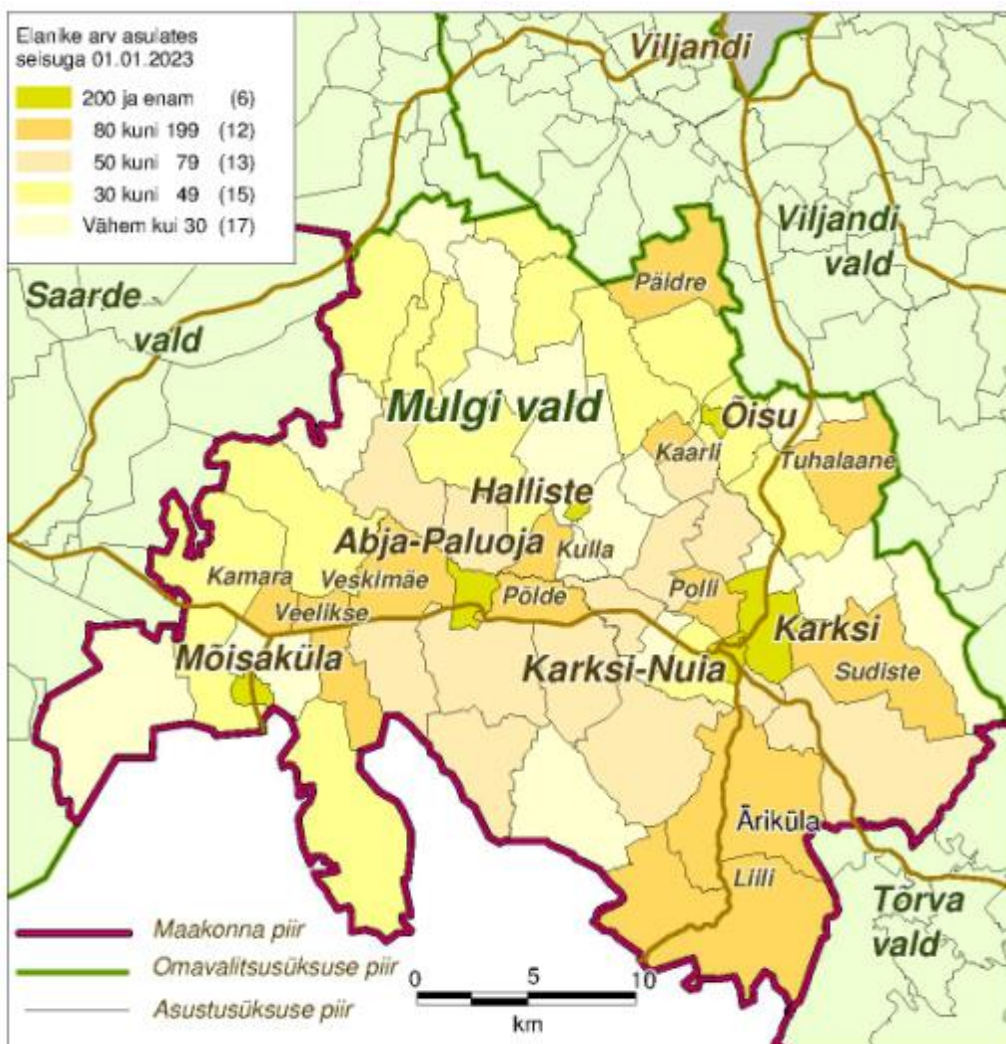 Elanike arv asulates
seisuga 01.01.2023
200 ja enam (6)
80 kuni 199 (12)
50 kuni 79 (13)
30 kuni 49 (15)
Vähem kui 30 (17)
Viljandi
Viljandi
vald
Saarde
vald
Päidre
Mulgi vald
Õisu
Kaarli
Tuhalaane
Halliste
Abja-Paluoja
Kulla
Kamara
Veskimäe
Veelikse
Põlde
Polli
Mõisaküla
Karksi
Karksi-Nuia
Sudiste
Äriküla
Liili
Tõrva
vald
Maakonna piir
Omavalitsusüksuse piir
Asustusüksuse piir
0 5 10
km